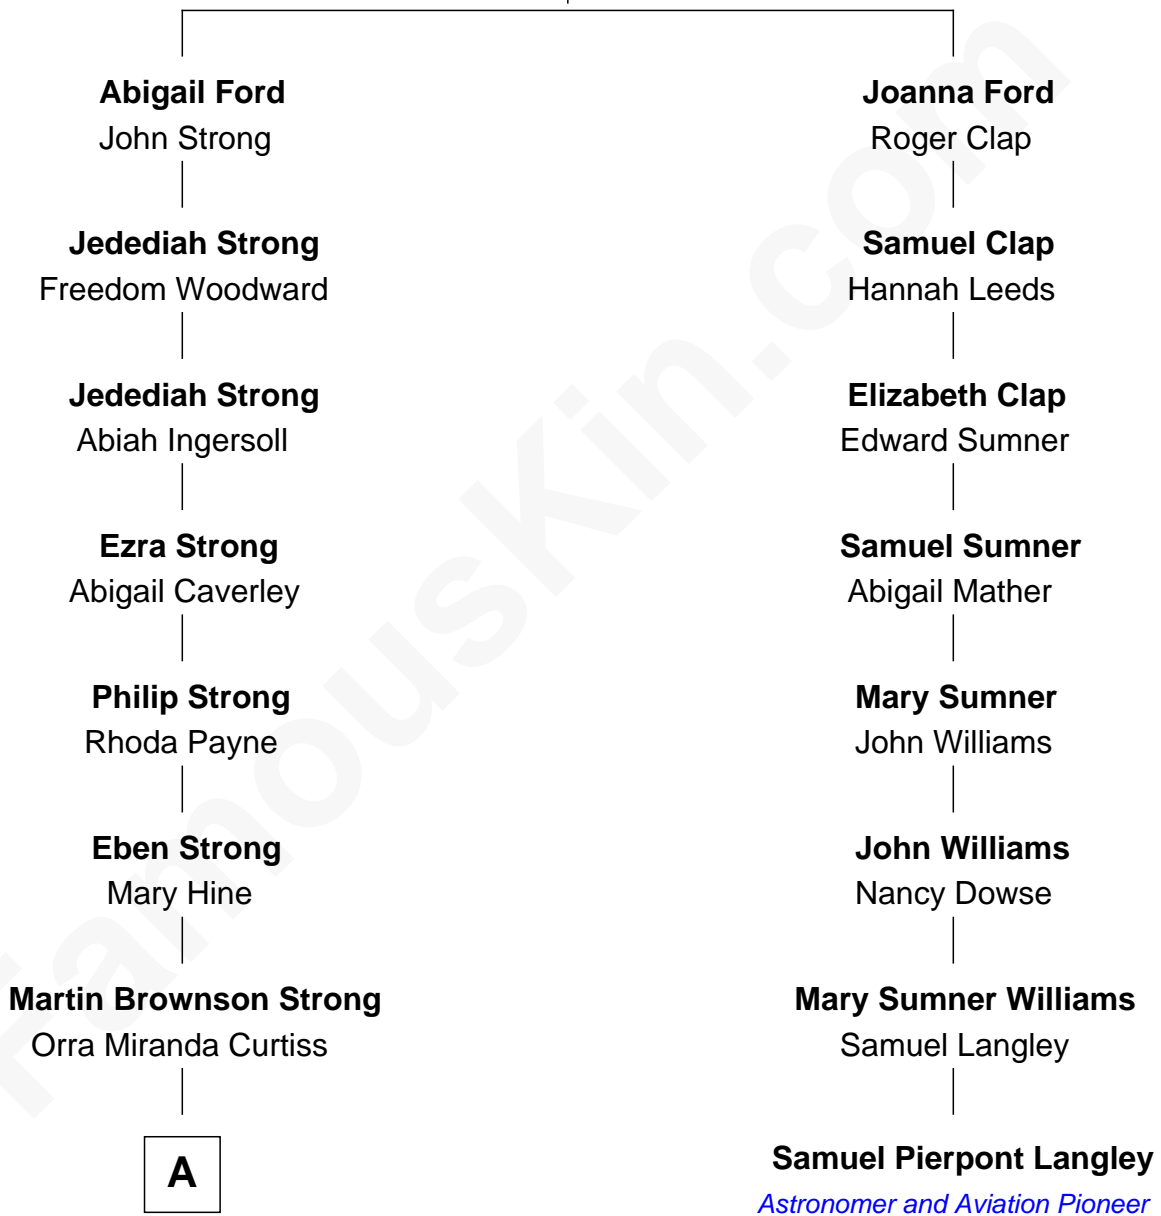 Abigail Ford
John Strong
Jedediah Strong
Freedom Woodward
Jedediah Strong
Abiah Ingersoll
Ezra Strong
Abigail Caverley
Philip Strong
Rhoda Payne
Eben Strong
Mary Hine
Martin Brownson Strong
Orra Miranda Curtiss
A
Joanna Ford
Roger Clap
Samuel Clap
Hannah Leeds
Elizabeth Clap
Edward Sumner
Samuel Sumner
Abigail Mather
Mary Sumner
John Williams
John Williams
Nancy Dowse
Mary Sumner Williams
Samuel Langley
Samuel Pierpont Langley
Astronomer and Aviation Pioneer
FamousKin.com